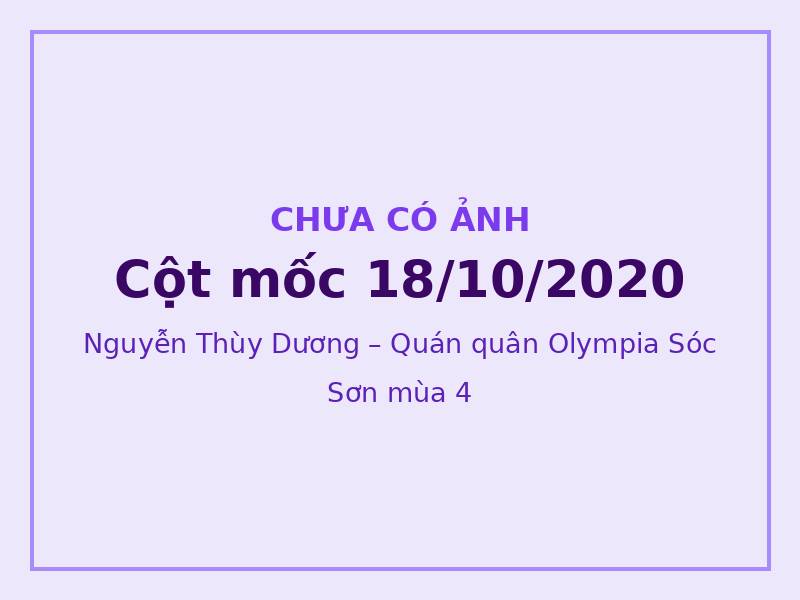 CHƯA CÓ ẢNH
Cột mốc 18/10/2020
Nguyễn Thùy Dương – Quán quân Olympia Sóc
Sơn mùa 4